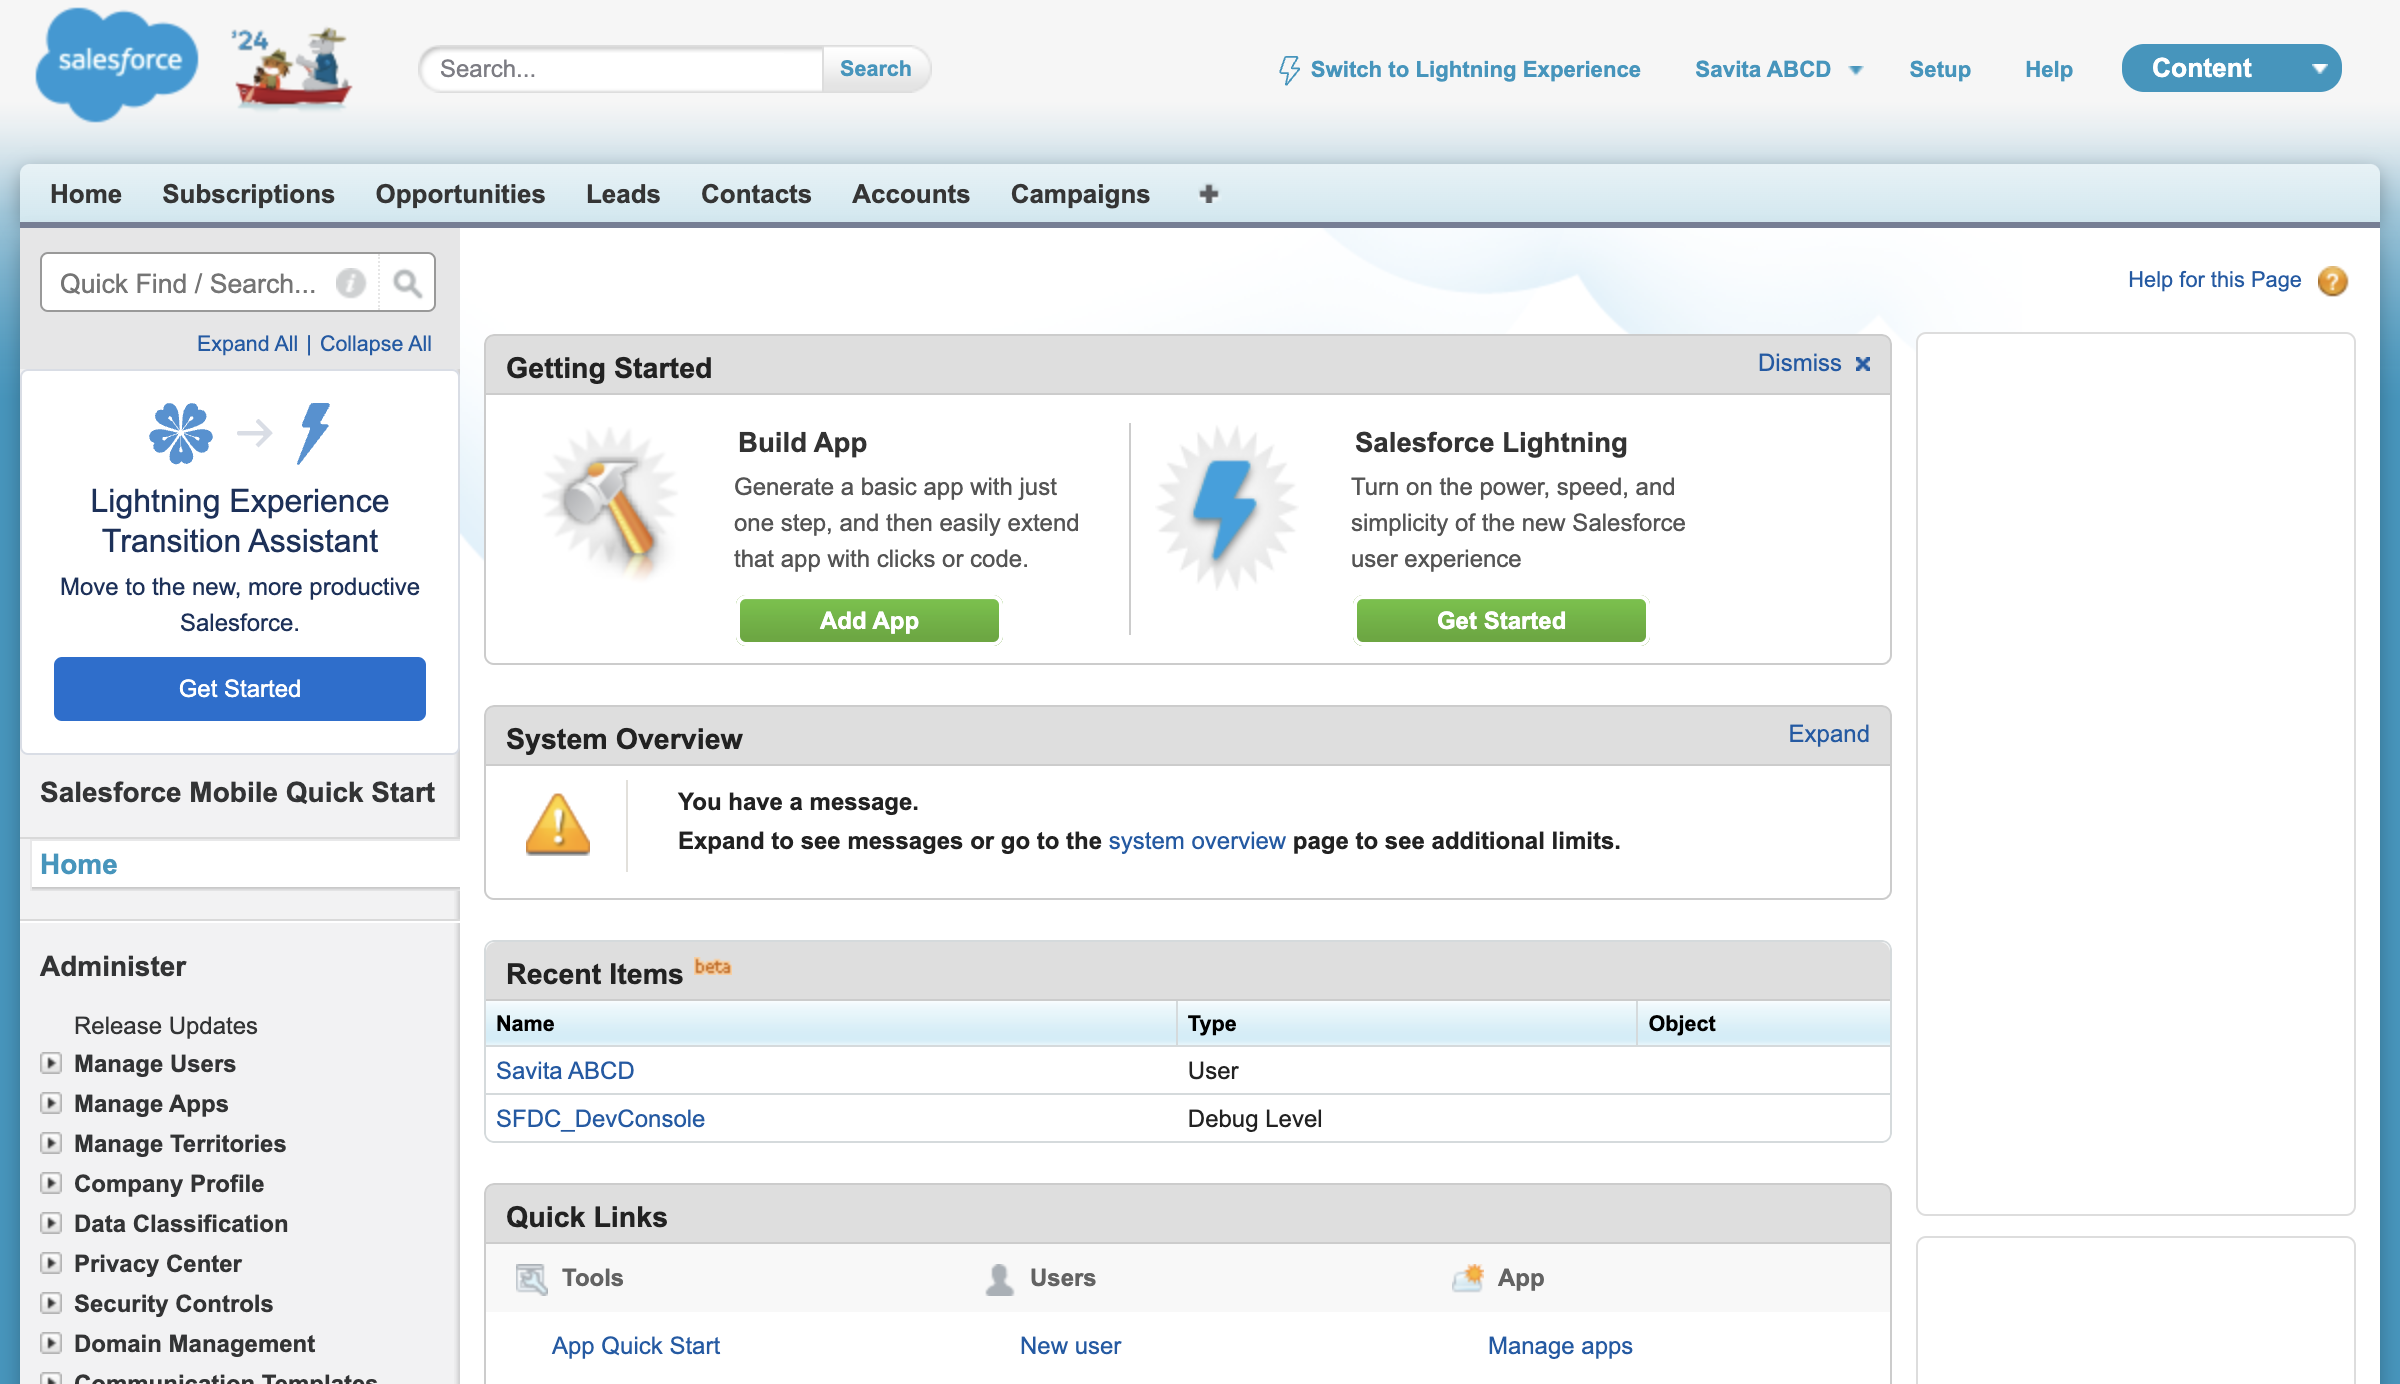 salesforce
'24
Search...
Search
Switch to Lightning Experience
Savita ABCD
Setup
Help
Content
Home
Subscriptions
Opportunities
Leads
Contacts
Accounts
Campaigns
Quick Find / Search...
Expand All | Collapse All
Lightning Experience
Transition Assistant
Move to the new, more productive
Salesforce.
Get Started
Salesforce Mobile Quick Start
Home
Administer
Release Updates
Manage Users
Manage Apps
Manage Territories
Company Profile
Data Classification
Privacy Center
Security Controls
Domain Management
Communication Templates
Help for this Page
Getting Started
Dismiss
Build App
Generate a basic app with just
one step, and then easily extend
that app with clicks or code.
Add App
Salesforce Lightning
Turn on the power, speed, and
simplicity of the new Salesforce
user experience
Get Started
System Overview
Expand
You have a message.
Expand to see messages or go to the system overview page to see additional limits.
Recent Items beta
Name Type Object
Savita ABCD User
SFDC_DevConsole Debug Level
Quick Links
Tools Users App
App Quick Start New user Manage apps